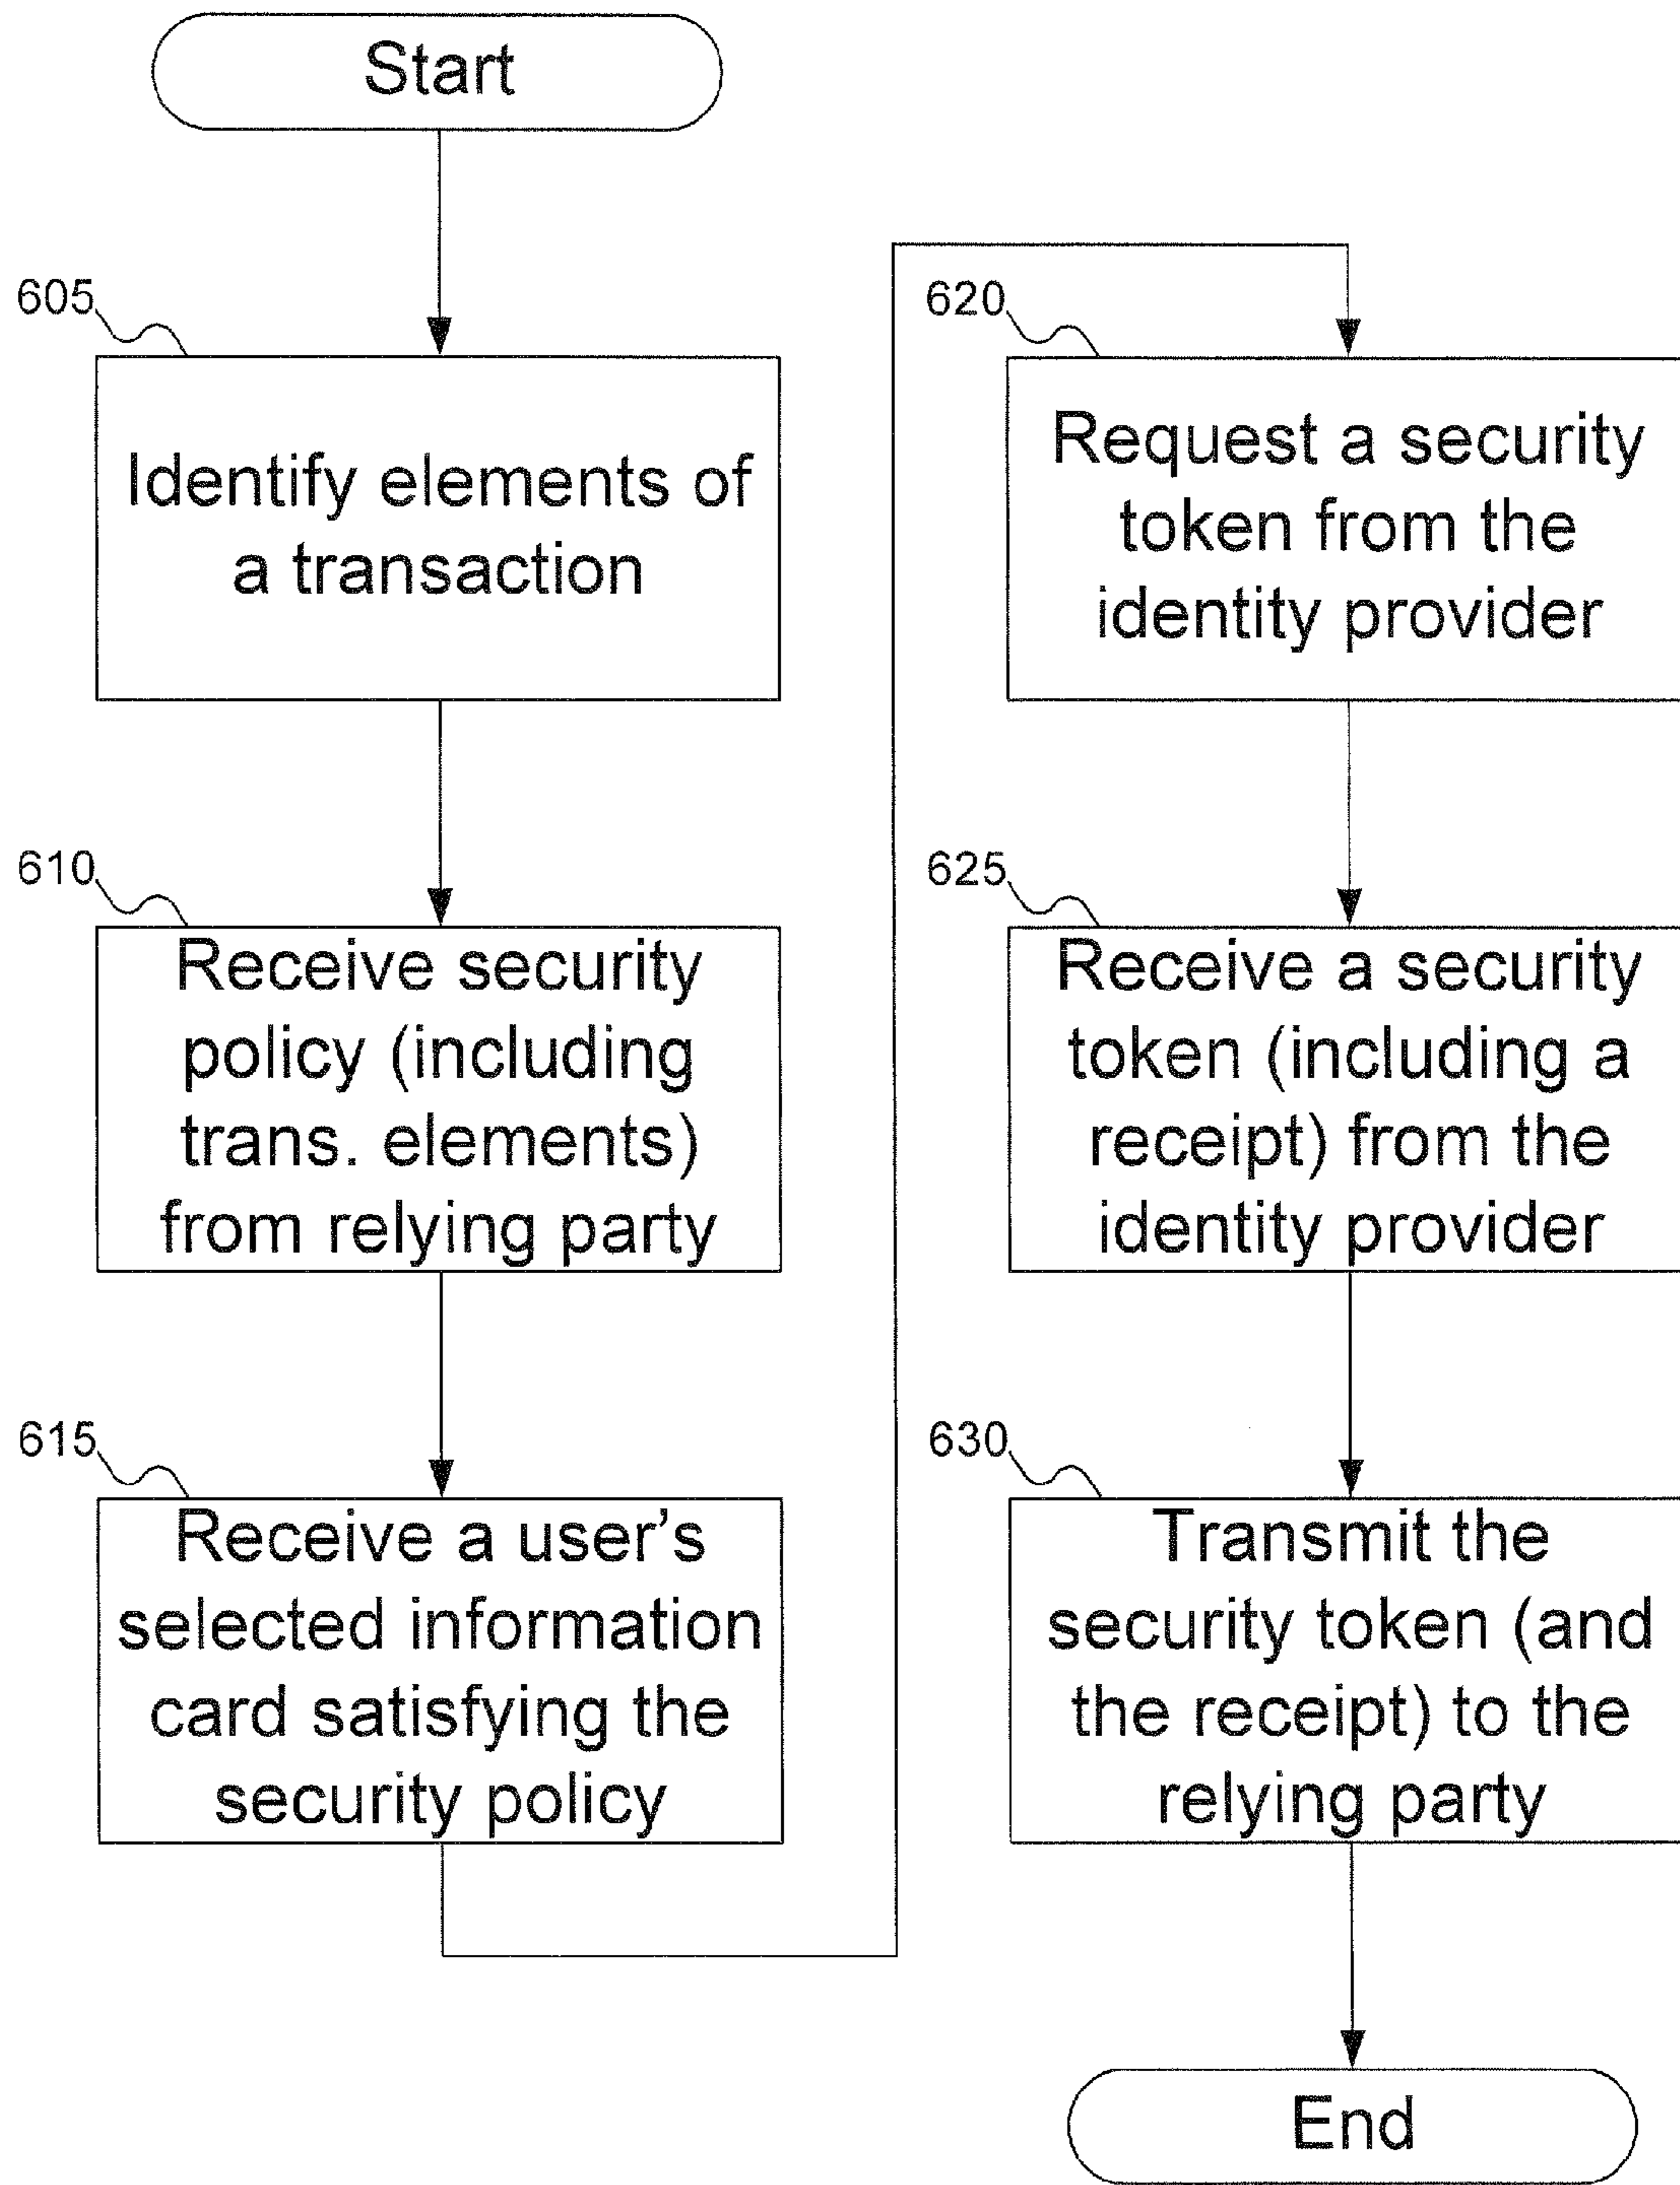 Start
605
Identify elements of
a transaction
610
Receive security
policy (including
trans. elements)
from relying party
615
Receive a user’s
selected information
card satisfying the
security policy
620
Request a security
token from the
identity provider
625
Receive a security
token (including a
receipt) from the
identity provider
630
Transmit the
security token (and
the receipt) to the
relying party
End